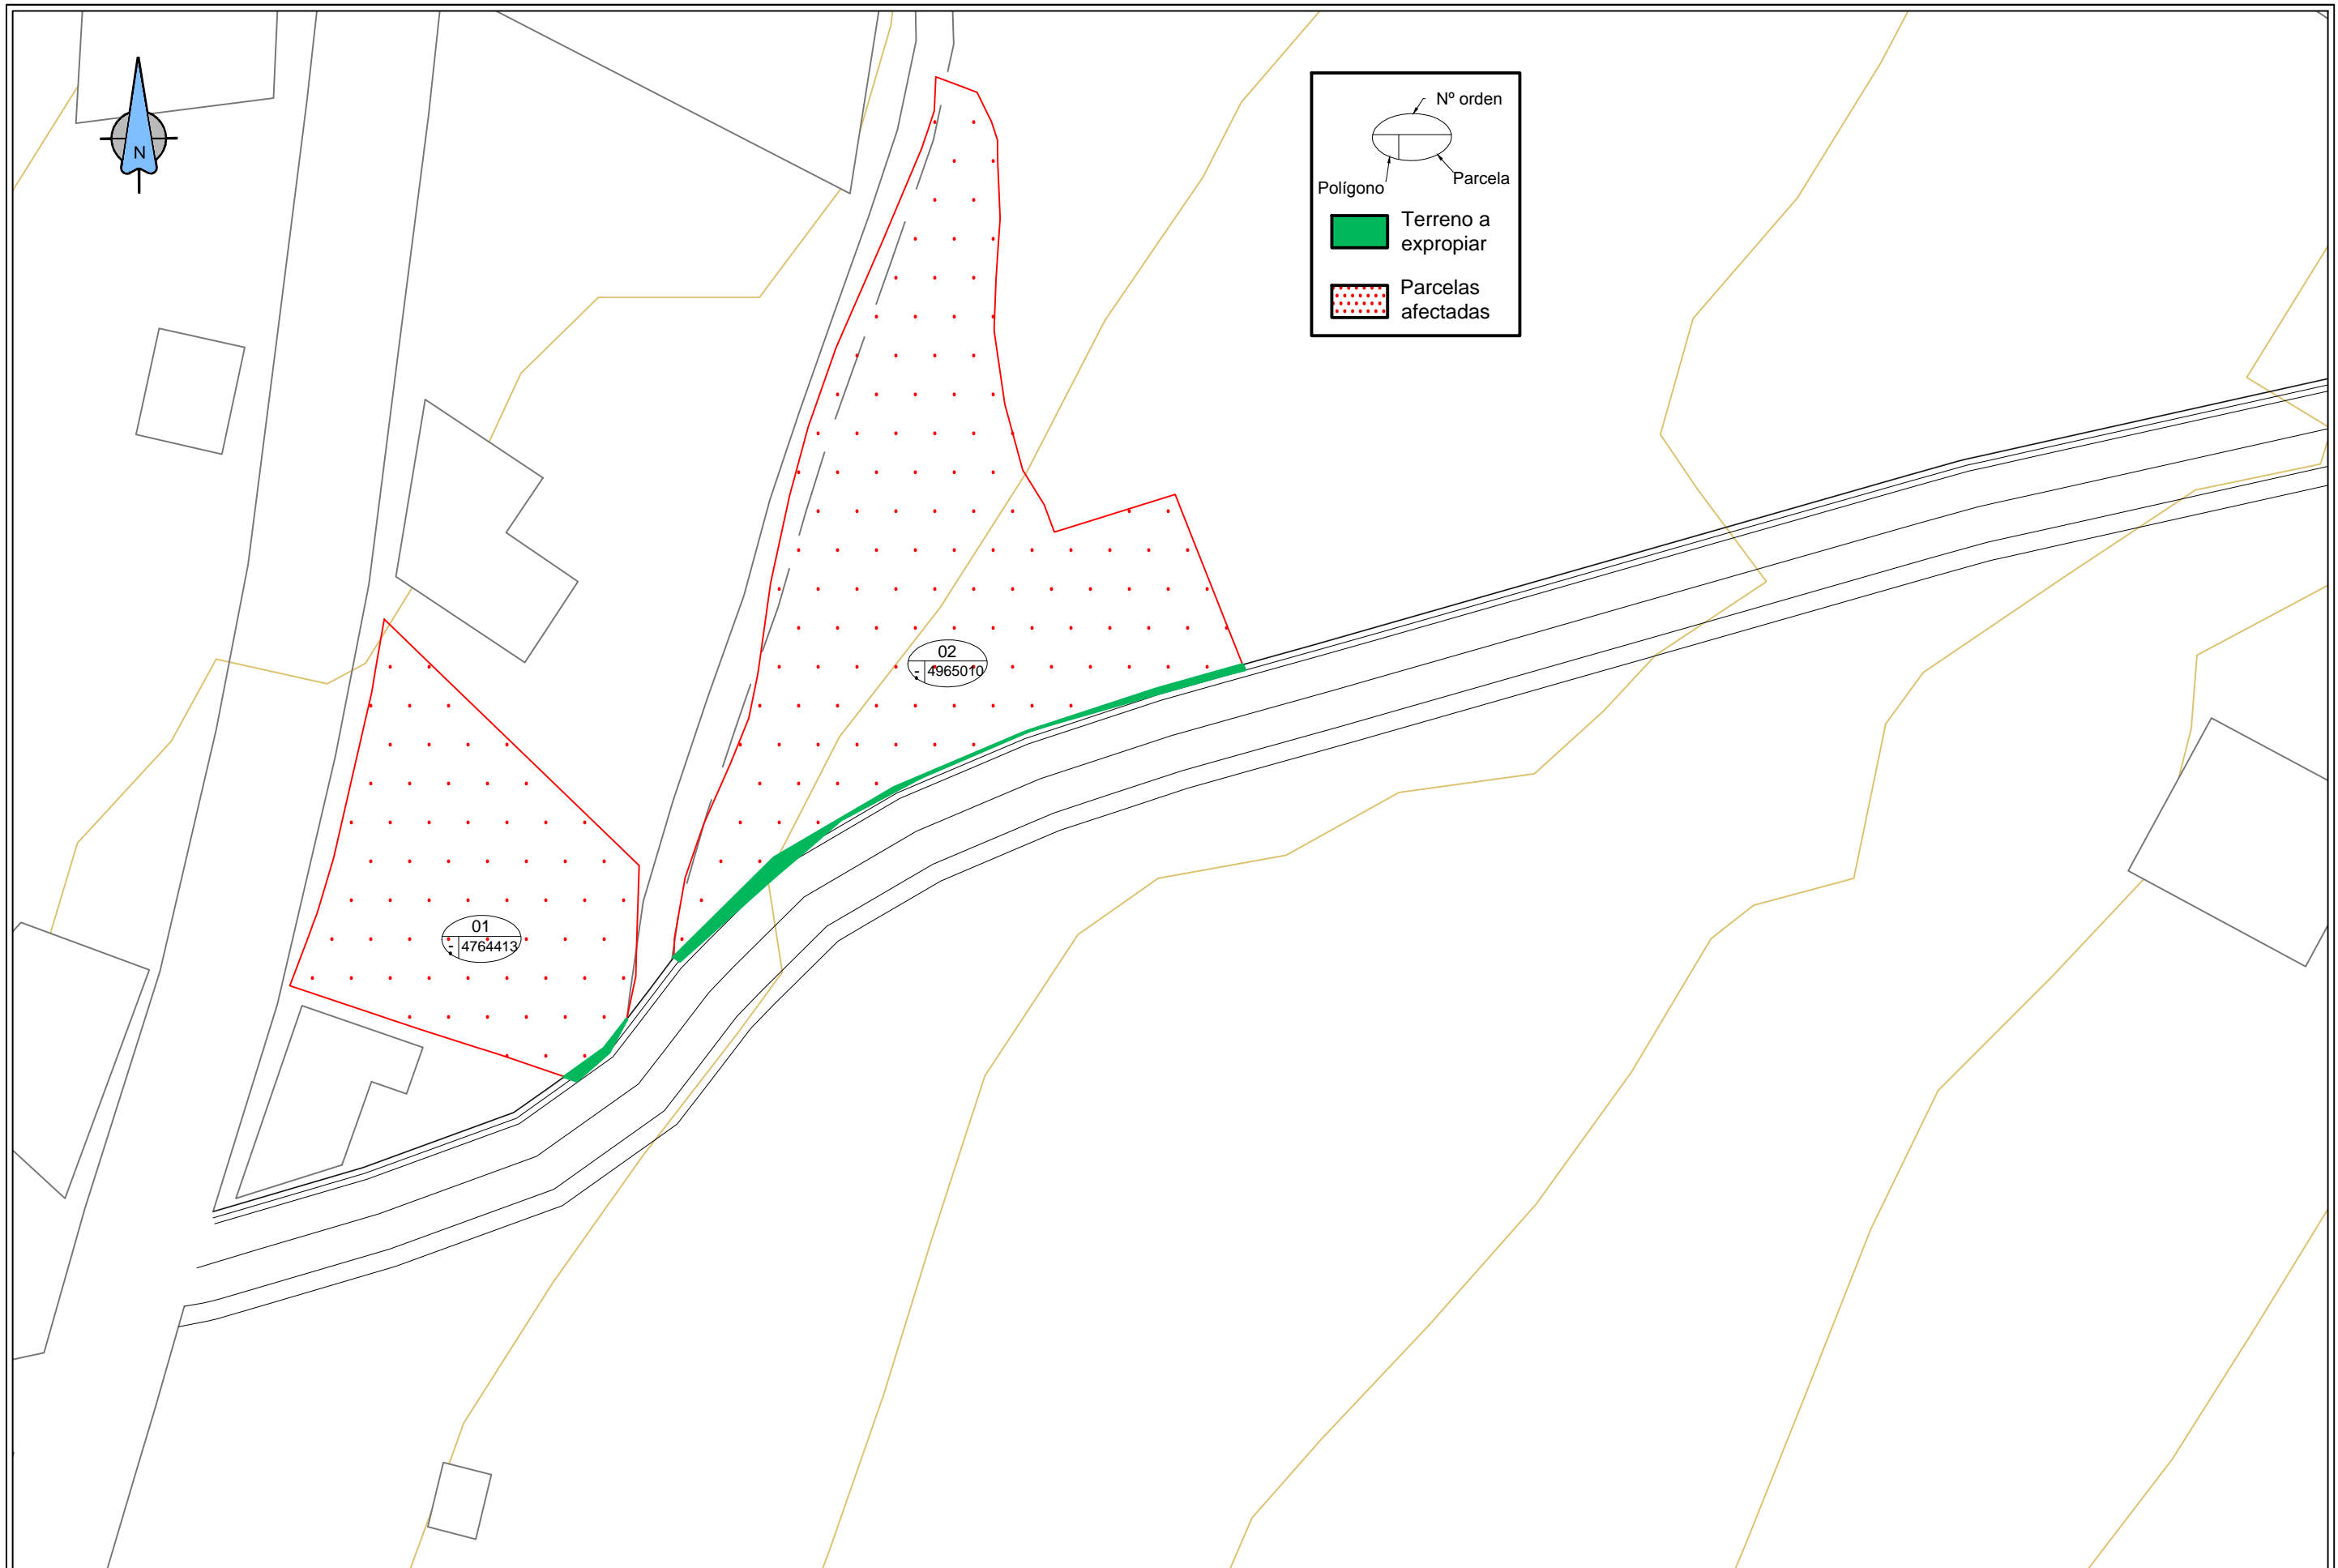 N
Nº orden
Polígono
Parcela
Terreno a
expropiar
Parcelas
afectadas
02
- 4965010
01
- 4764413